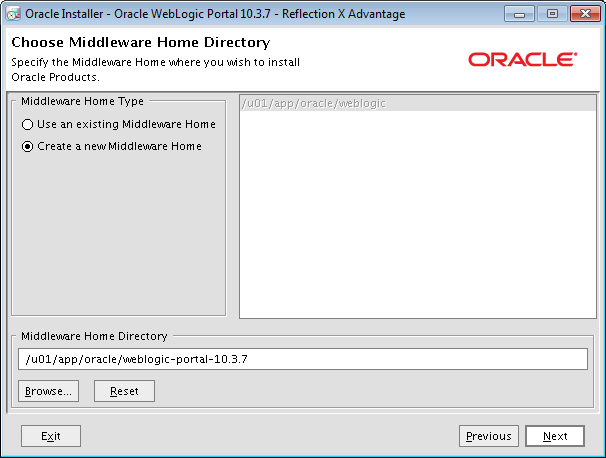 Oracle Installer - Oracle WebLogic Portal 10.3.7 - Reflection X Advantage
Choose Middleware Home Directory
Specify the Middleware Home where you wish to install
Oracle Products.
ORACLE
Middleware Home Type
Use an existing Middleware Home
Create a new Middleware Home
/u01/app/oracle/weblogic
Middleware Home Directory
/u01/app/oracle/weblogic-portal-10.3.7
Browse...
Reset
Exit
Previous
Next